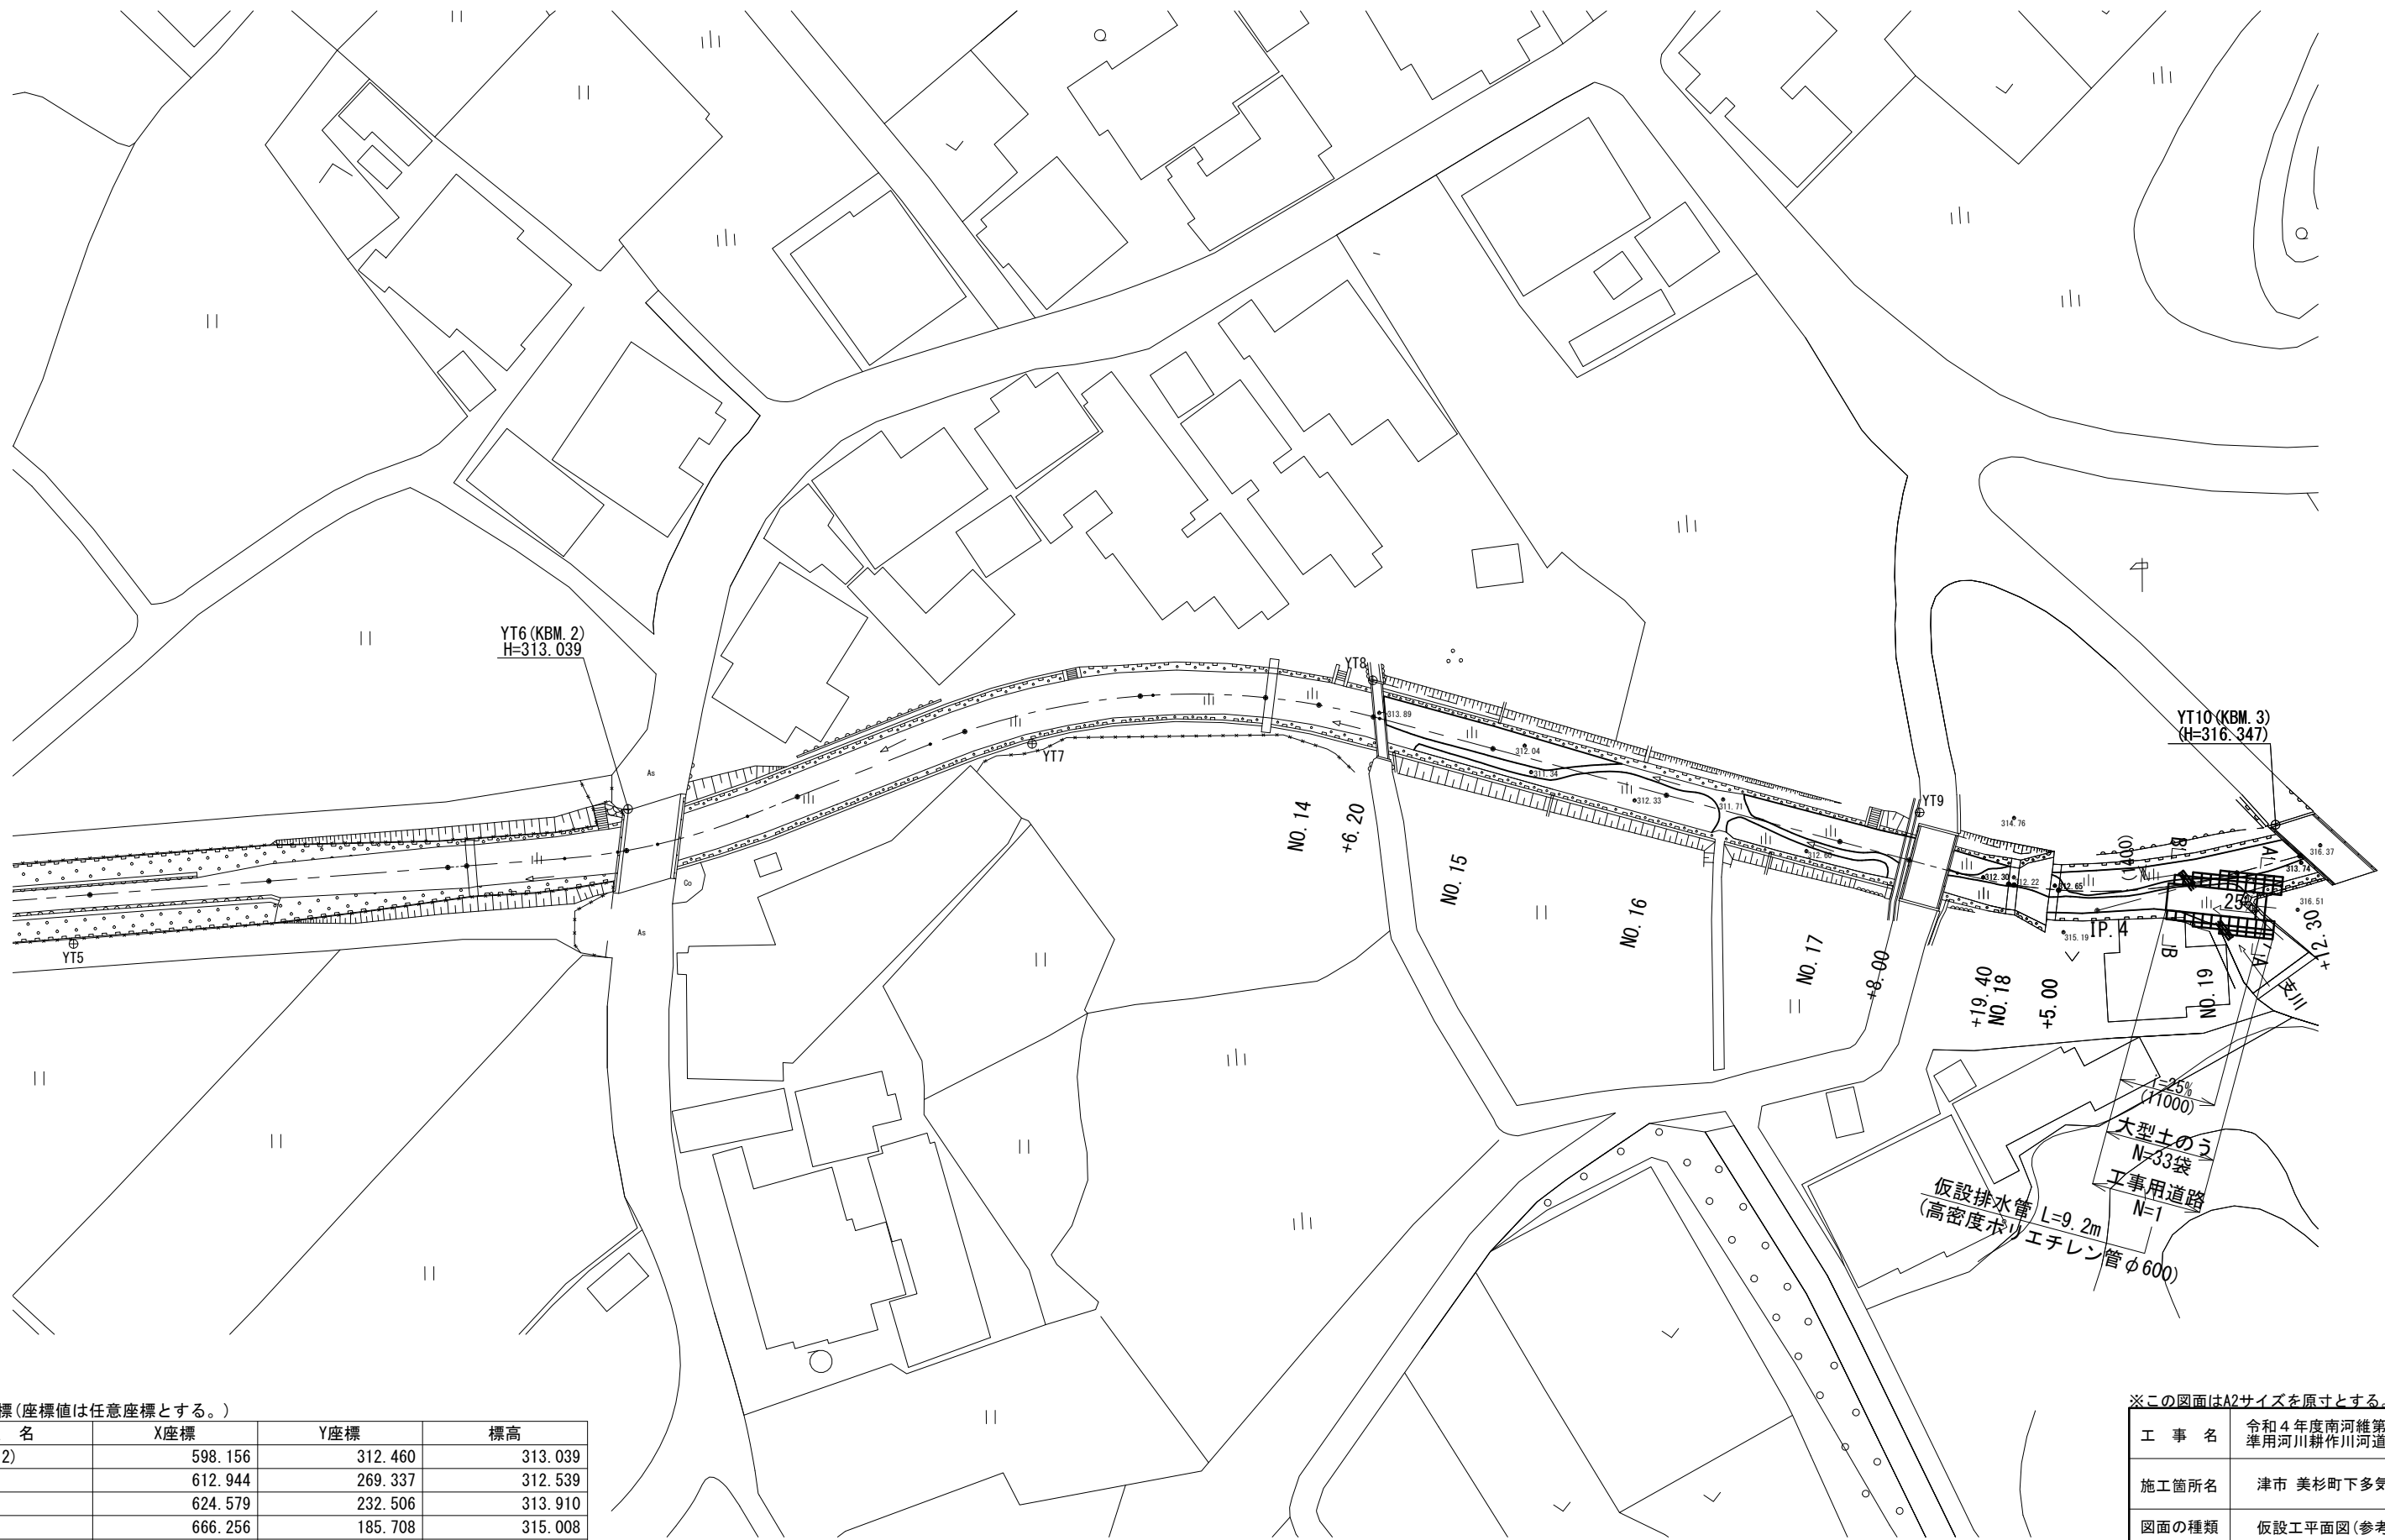 YT6(KBM.2)
H=313.039
YT8
313.89
312.04
311.34
312.33
311.71
312.60
YT7
YT9
314.76
YT10(KBM.3)
(H=316.347)
316.37
313.74
316.51
312.30
312.22
312.65
315.19
(1400)
B
A
B
A
IP.4
As
As
Co
YT5
NO.14
+6.20
NO.15
NO.16
NO.17
+8.00
+19.40
NO.18
+5.00
NO.19
+12.30
支川
i=25%
(11000)
大型土のう
N=33袋
工事用道路
N=1
仮設排水管 L=9.2m
(高密度ポリエチレン管φ600)
標(座標値は任意座標とする。)
名 X座標 Y座標 標高
2) 598.156 312.460 313.039
612.944 269.337 312.539
624.579 232.506 313.910
666.256 185.708 315.008
※この図面はA2サイズを原寸とする。
工 事 名 令和4年度南河維第
準用河川耕作川河道
施工箇所名 津市 美杉町下多気
図面の種類 仮設工平面図(参考